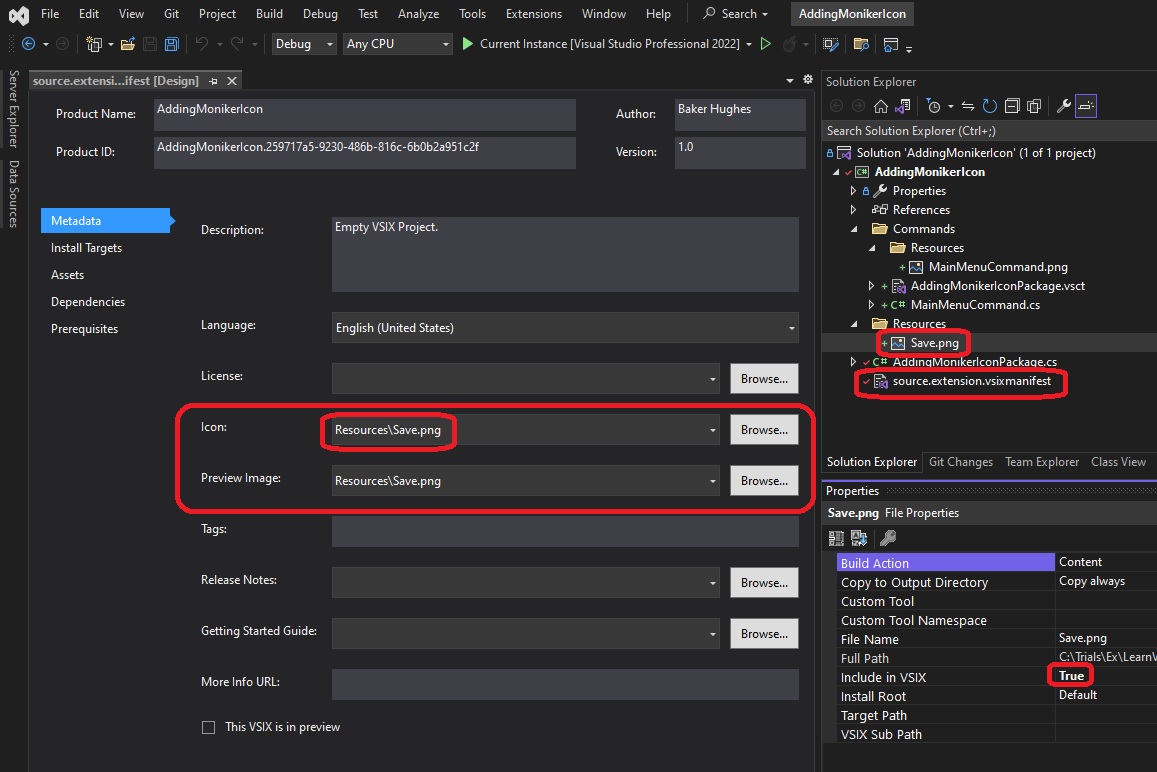 File Edit View Git Project Build Debug Test Analyze Tools Extensions Window Help Search AddingMonikerIcon
Debug Any CPU Current Instance [Visual Studio Professional 2022]
Server Explorer
Data Sources
source.extensi...ifest [Design]
Product Name: AddingMonikerIcon Author: Baker Hughes
Product ID: AddingMonikerIcon.259717a5-9230-486b-816c-6b0b2a951c2f Version: 1.0
Metadata
Install Targets
Assets
Dependencies
Prerequisites
Description: Empty VSIX Project.
Language: English (United States)
License: Browse...
Icon: Resources\Save.png Browse...
Preview Image: Resources\Save.png Browse...
Tags:
Release Notes: Browse...
Getting Started Guide: Browse...
More Info URL:
This VSIX is in preview
Solution Explorer
Search Solution Explorer (Ctrl+;)
Solution 'AddingMonikerIcon' (1 of 1 project)
C# AddingMonikerIcon
Properties
References
Commands
Resources
MainMenuCommand.png
AddingMonikerIconPackage.vsct
C# MainMenuCommand.cs
Resources
Save.png
C# AddingMonikerIconPackage.cs
source.extension.vsixmanifest
Solution Explorer Git Changes Team Explorer Class View
Properties
Save.png File Properties
Build Action Content
Copy to Output Directory Copy always
Custom Tool
Custom Tool Namespace
File Name Save.png
Full Path C:\Trials\Ex\LearnV
Include in VSIX True
Install Root Default
Target Path
VSIX Sub Path